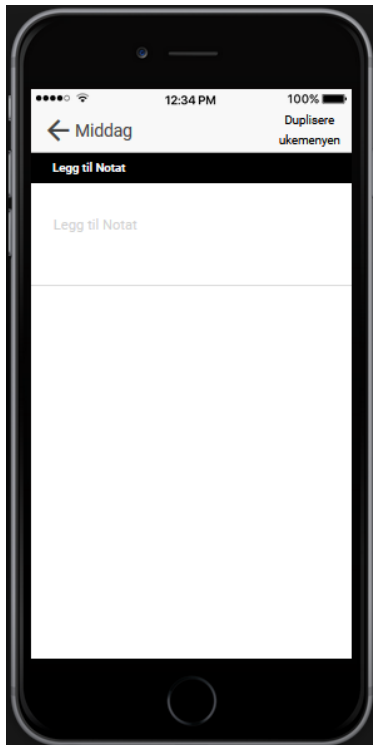 12:34 PM
100%
Middag
Duplisere
ukemenyen
Legg til Notat
Legg til Notat